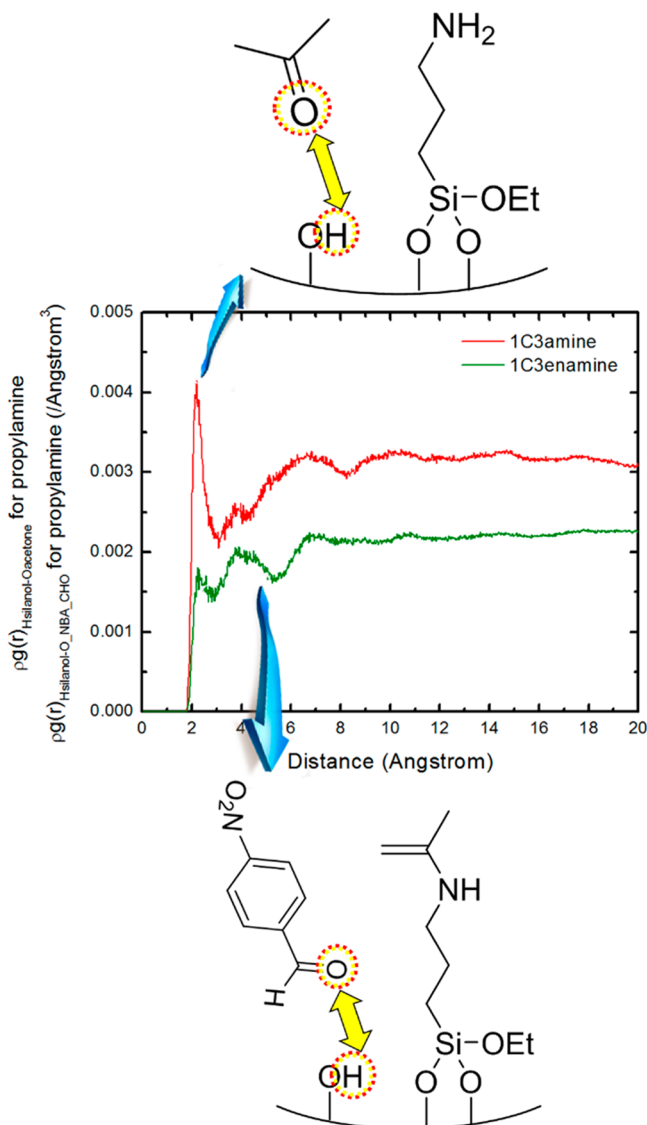 NH₂
O
Si–OEt
OH
O O
0.005
0.004
0.003
0.002
0.001
0.000
1C3amine
1C3enamine
ρg(r)Hsilanol-Oacetone for propylamine
ρg(r)Hsilanol-O_NBA_CHO for propylamine (/Angstrom³)
0 2 4 6 8 10 12 14 16 18 20
Distance (Angstrom)
O₂N
NH
O
H
Si–OEt
OH
O O